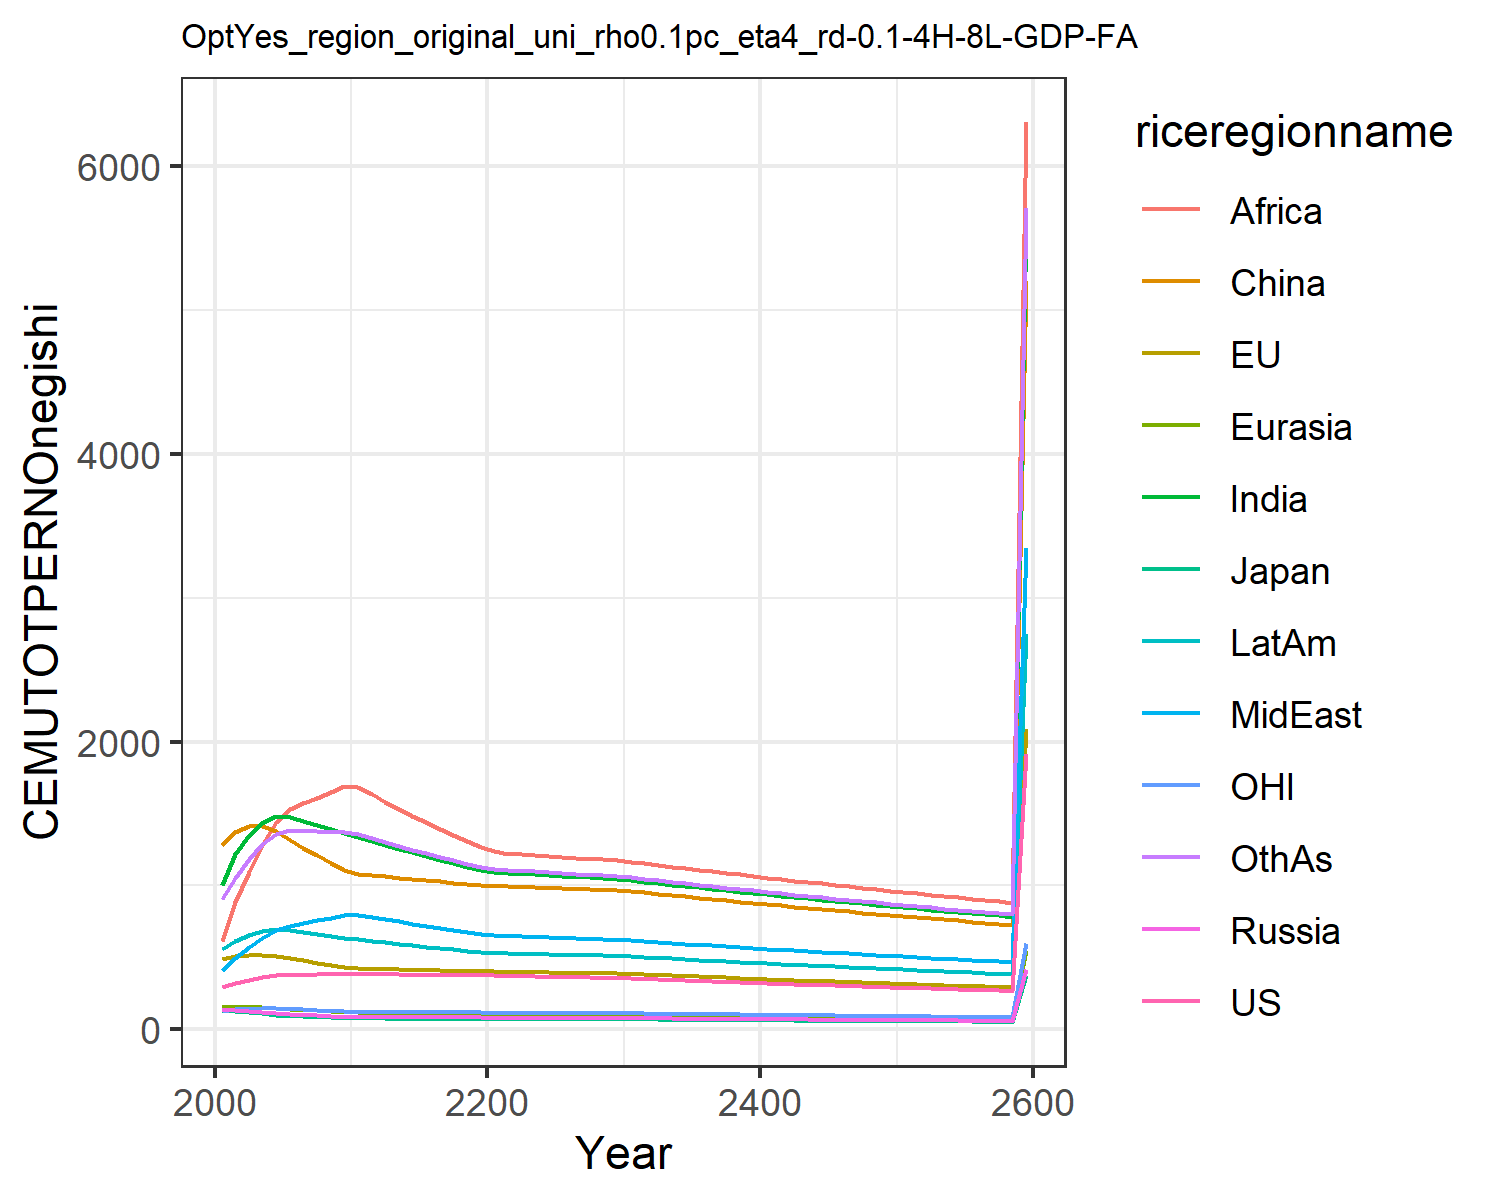 OptYes_region_original_uni_rho0.1pc_eta4_rd-0.1-4H-8L-GDP-FA
CEMUTOTPERNOnegishi
6000
4000
2000
0
2000 2200 2400 2600
Year
riceregionname
Africa
China
EU
Eurasia
India
Japan
LatAm
MidEast
OHI
OthAs
Russia
US